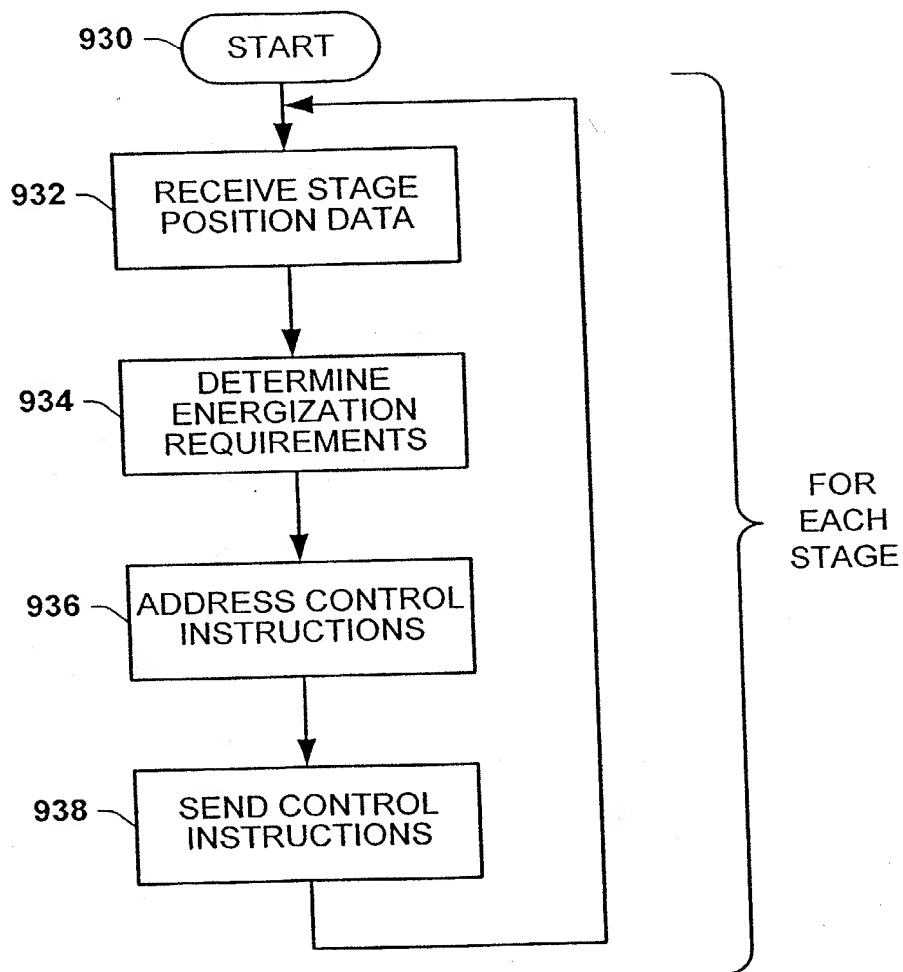 930
START
932
RECEIVE STAGE
POSITION DATA
934
DETERMINE
ENERGIZATION
REQUIREMENTS
936
ADDRESS CONTROL
INSTRUCTIONS
938
SEND CONTROL
INSTRUCTIONS
FOR
EACH
STAGE